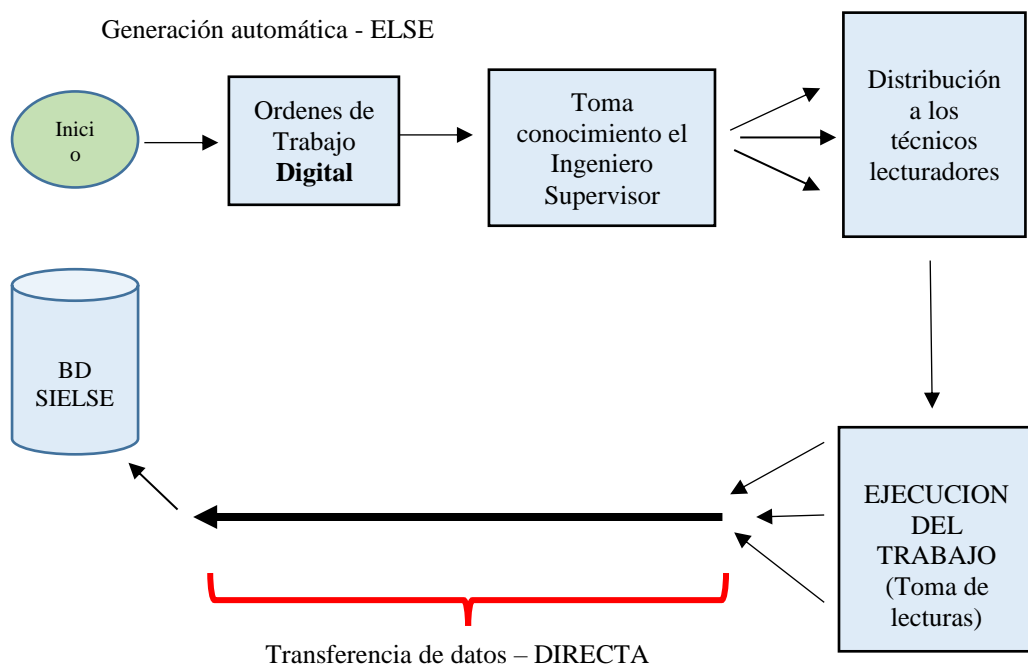 Generación automática - ELSE
Inici
o
Ordenes de
Trabajo
Digital
Toma
conocimiento el
Ingeniero
Supervisor
Distribución
a los
técnicos
lecturadores
BD
SIELSE
EJECUCION
DEL
TRABAJO
(Toma de
lecturas)
Transferencia de datos – DIRECTA